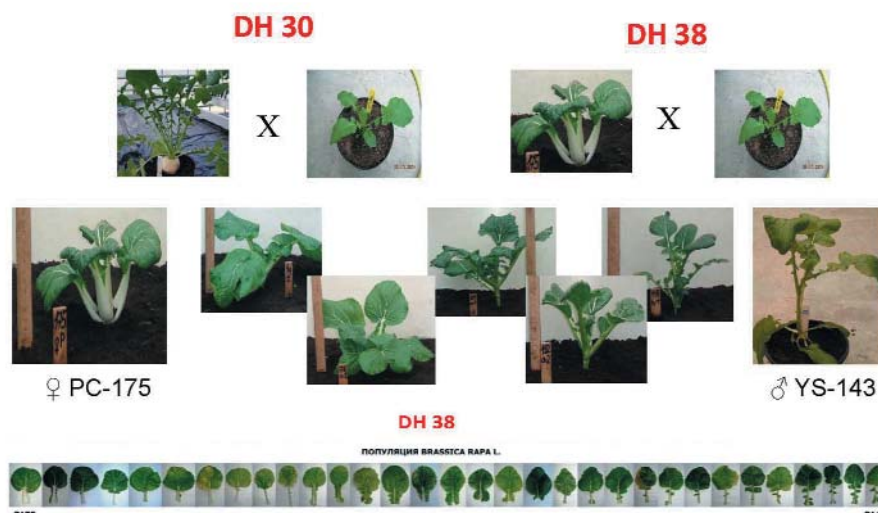 DH 30
DH 38
X
X
♀ PC-175
♂ YS-143
DH 38
ПОПУЛЯЦИЯ BRASSICA RAPA L.